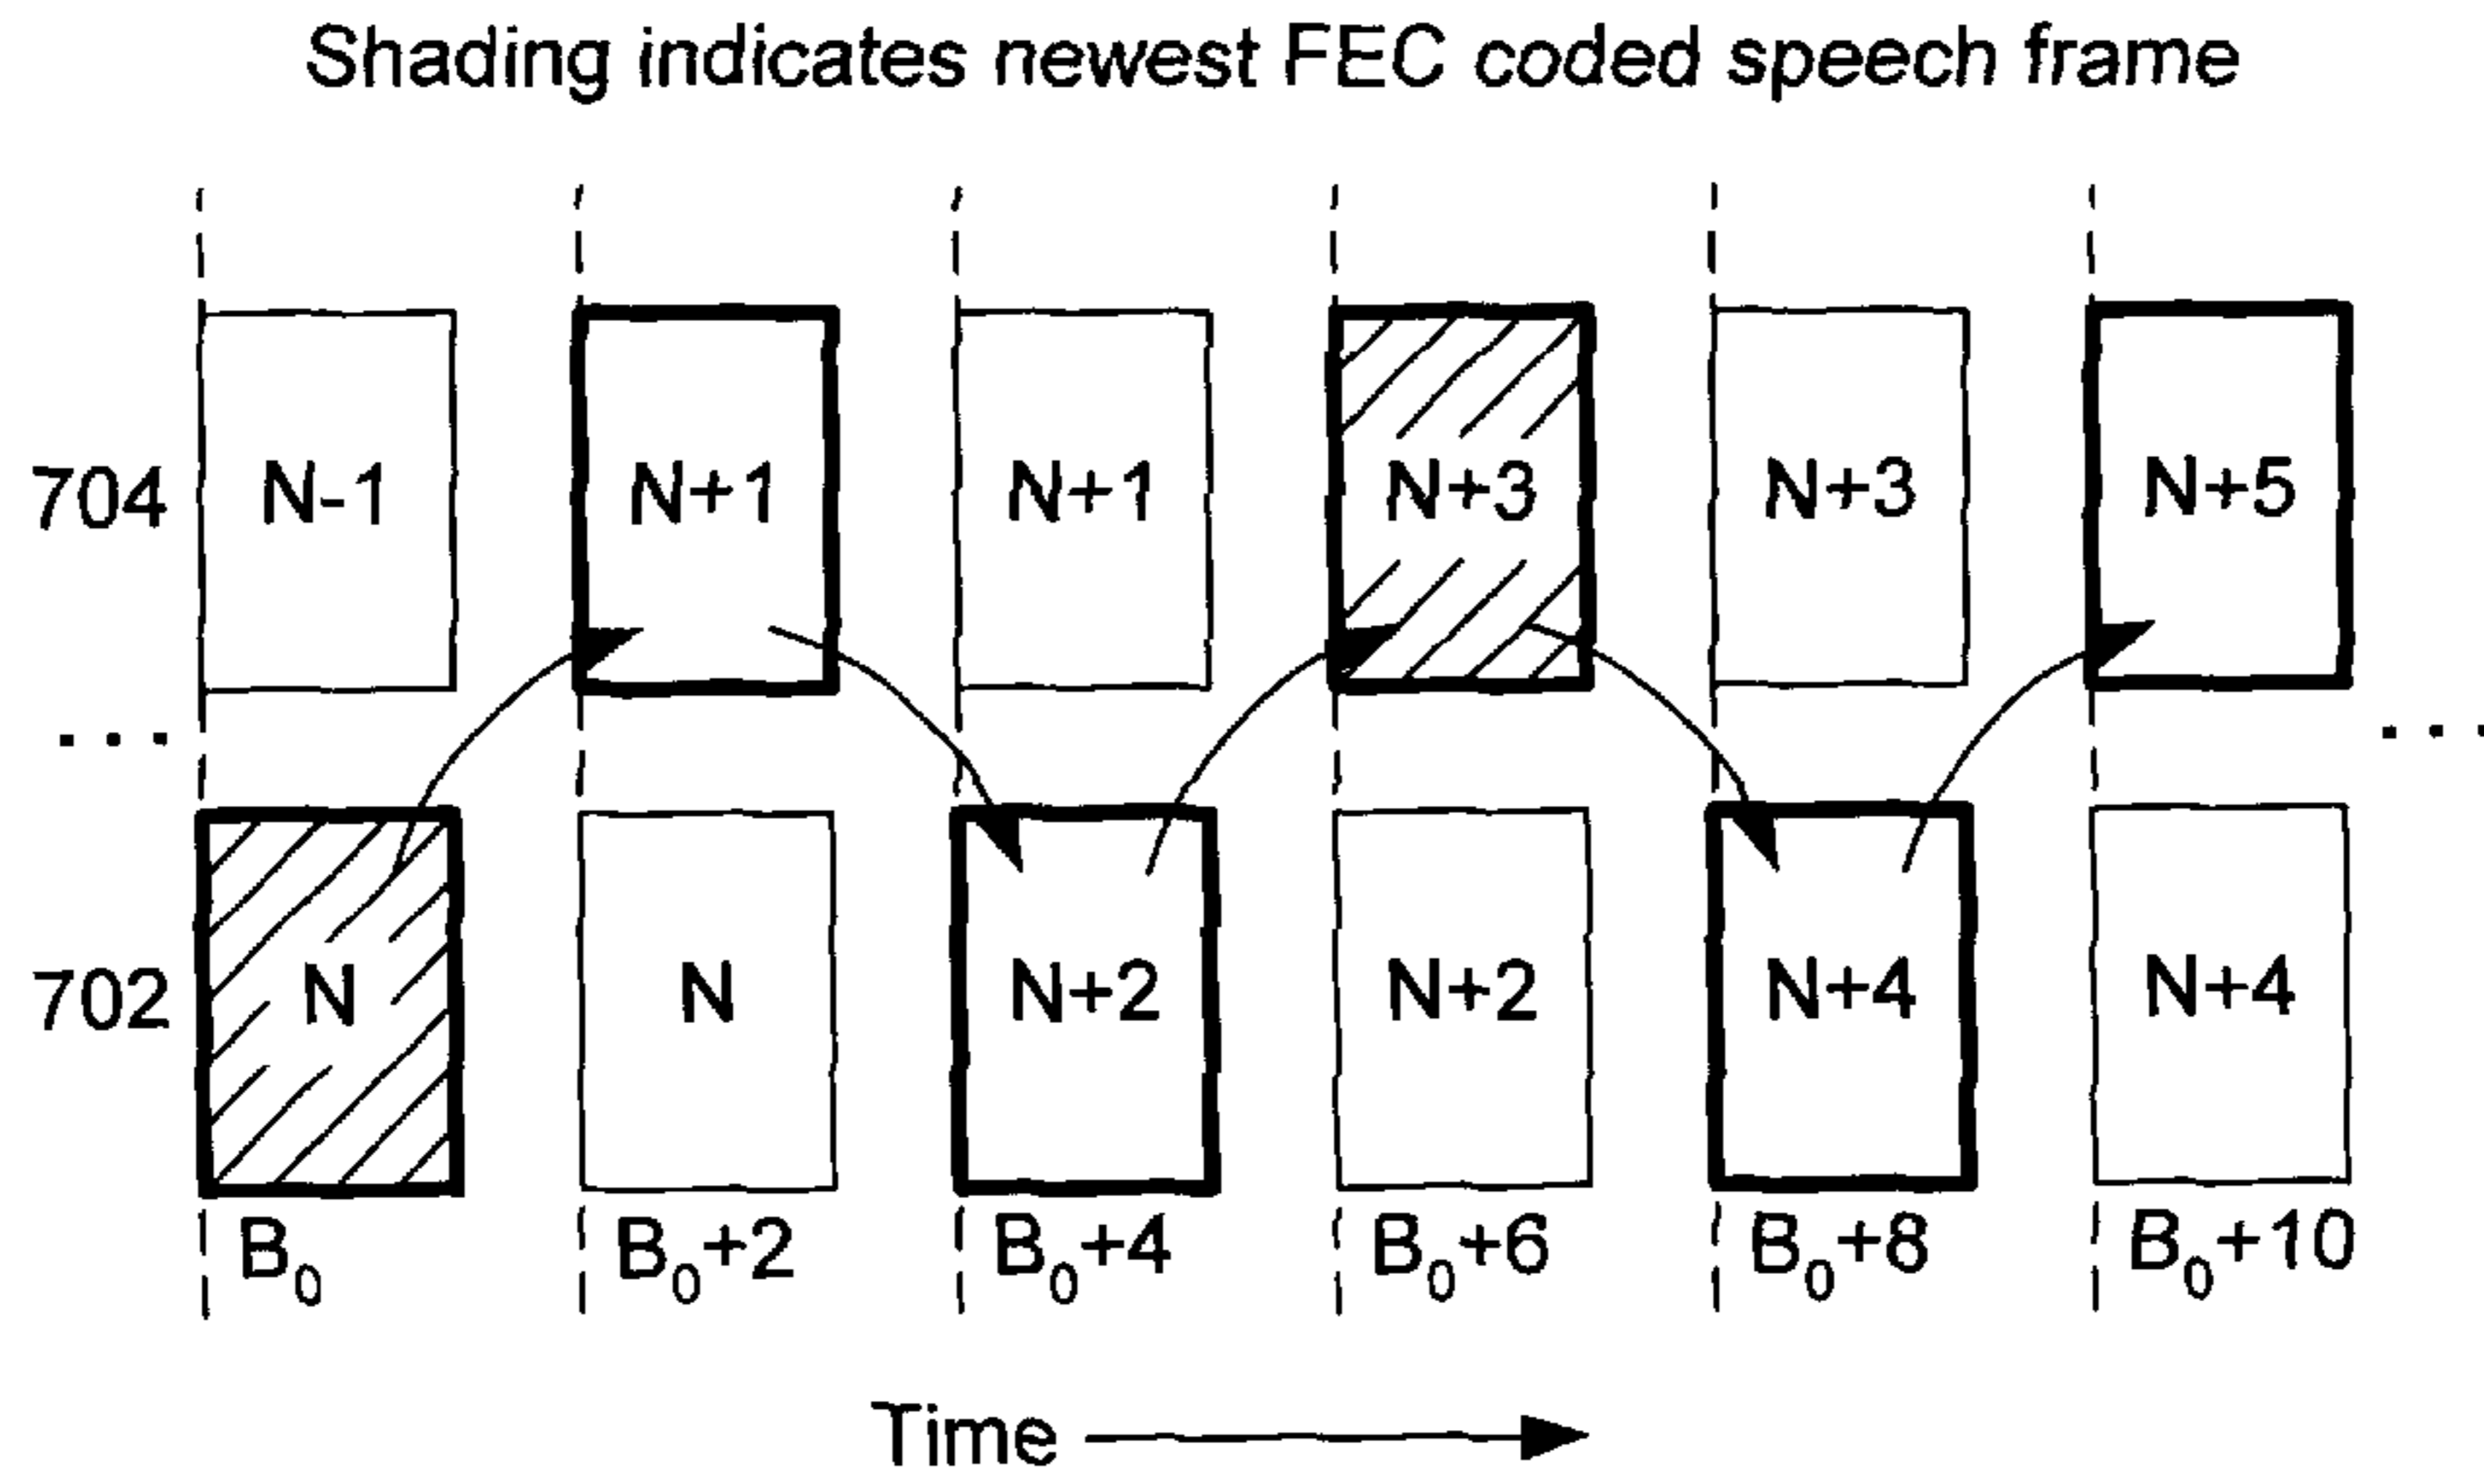 Shading indicates newest FEC coded speech frame
704 N-1 N+1 N+1 N+3 N+3 N+5
... ...
702 N N N+2 N+2 N+4 N+4
B0 B0+2 B0+4 B0+6 B0+8 B0+10
Time